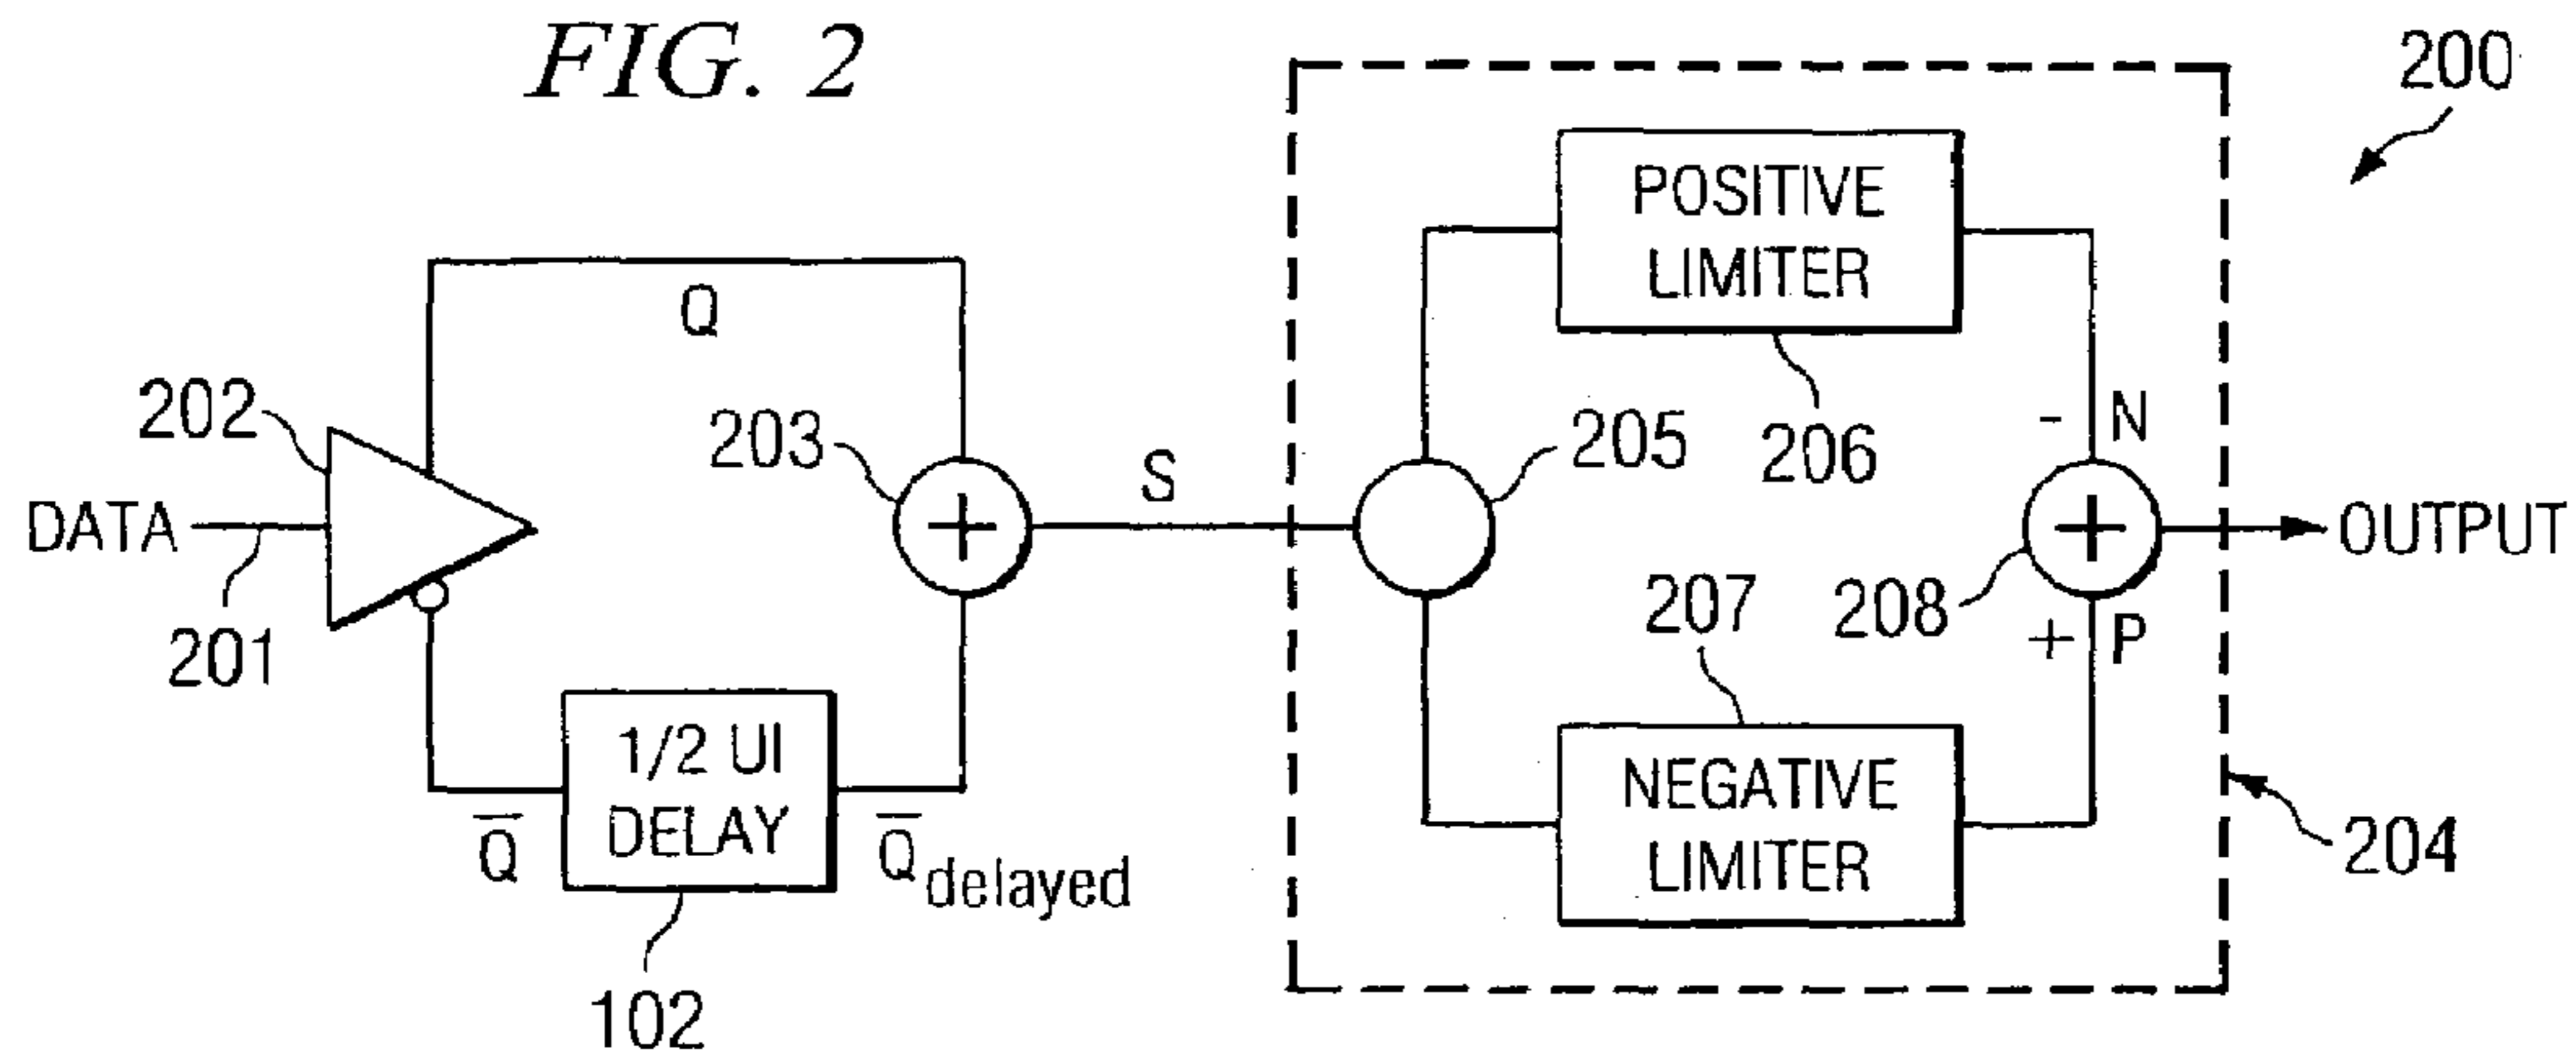 FIG. 2
200
POSITIVE
LIMITER
Q
202
203
S
205
206
- N
DATA
+
+
OUTPUT
201
207
208
+ P
1/2 UI
DELAY
Q̅
Q̅delayed
NEGATIVE
LIMITER
204
102